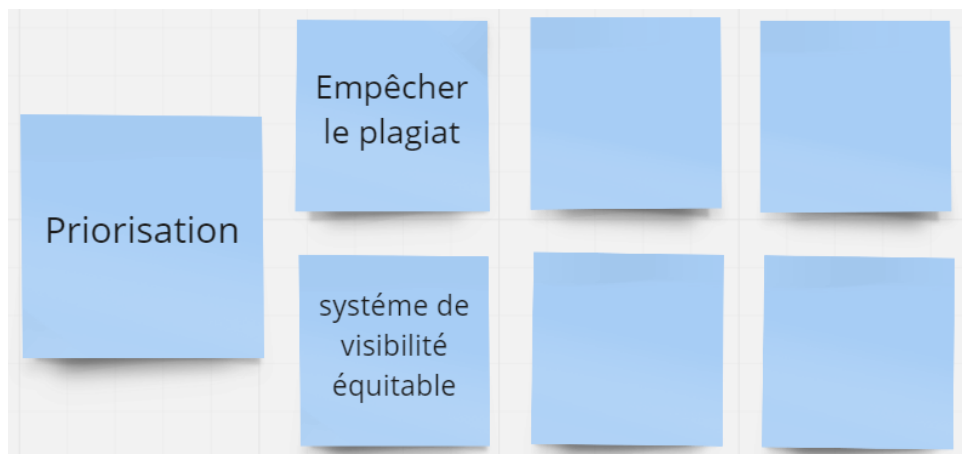 Priorisation
Empêcher
le plagiat
systéme de
visibilité
équitable